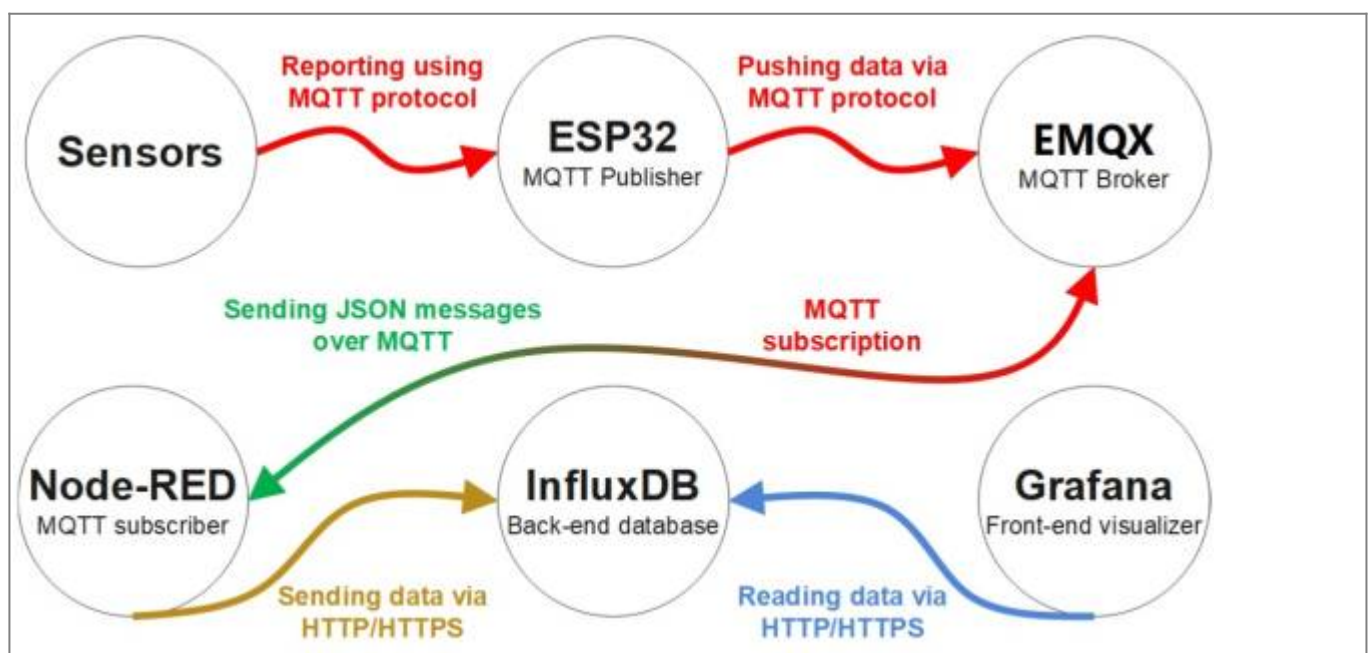 Reporting using
MQTT protocol
Pushing data via
MQTT protocol
Sensors
ESP32
MQTT Publisher
EMQX
MQTT Broker
Sending JSON messages
over MQTT
MQTT
subscription
Node-RED
MQTT subscriber
InfluxDB
Back-end database
Grafana
Front-end visualizer
Sending data via
HTTP/HTTPS
Reading data via
HTTP/HTTPS